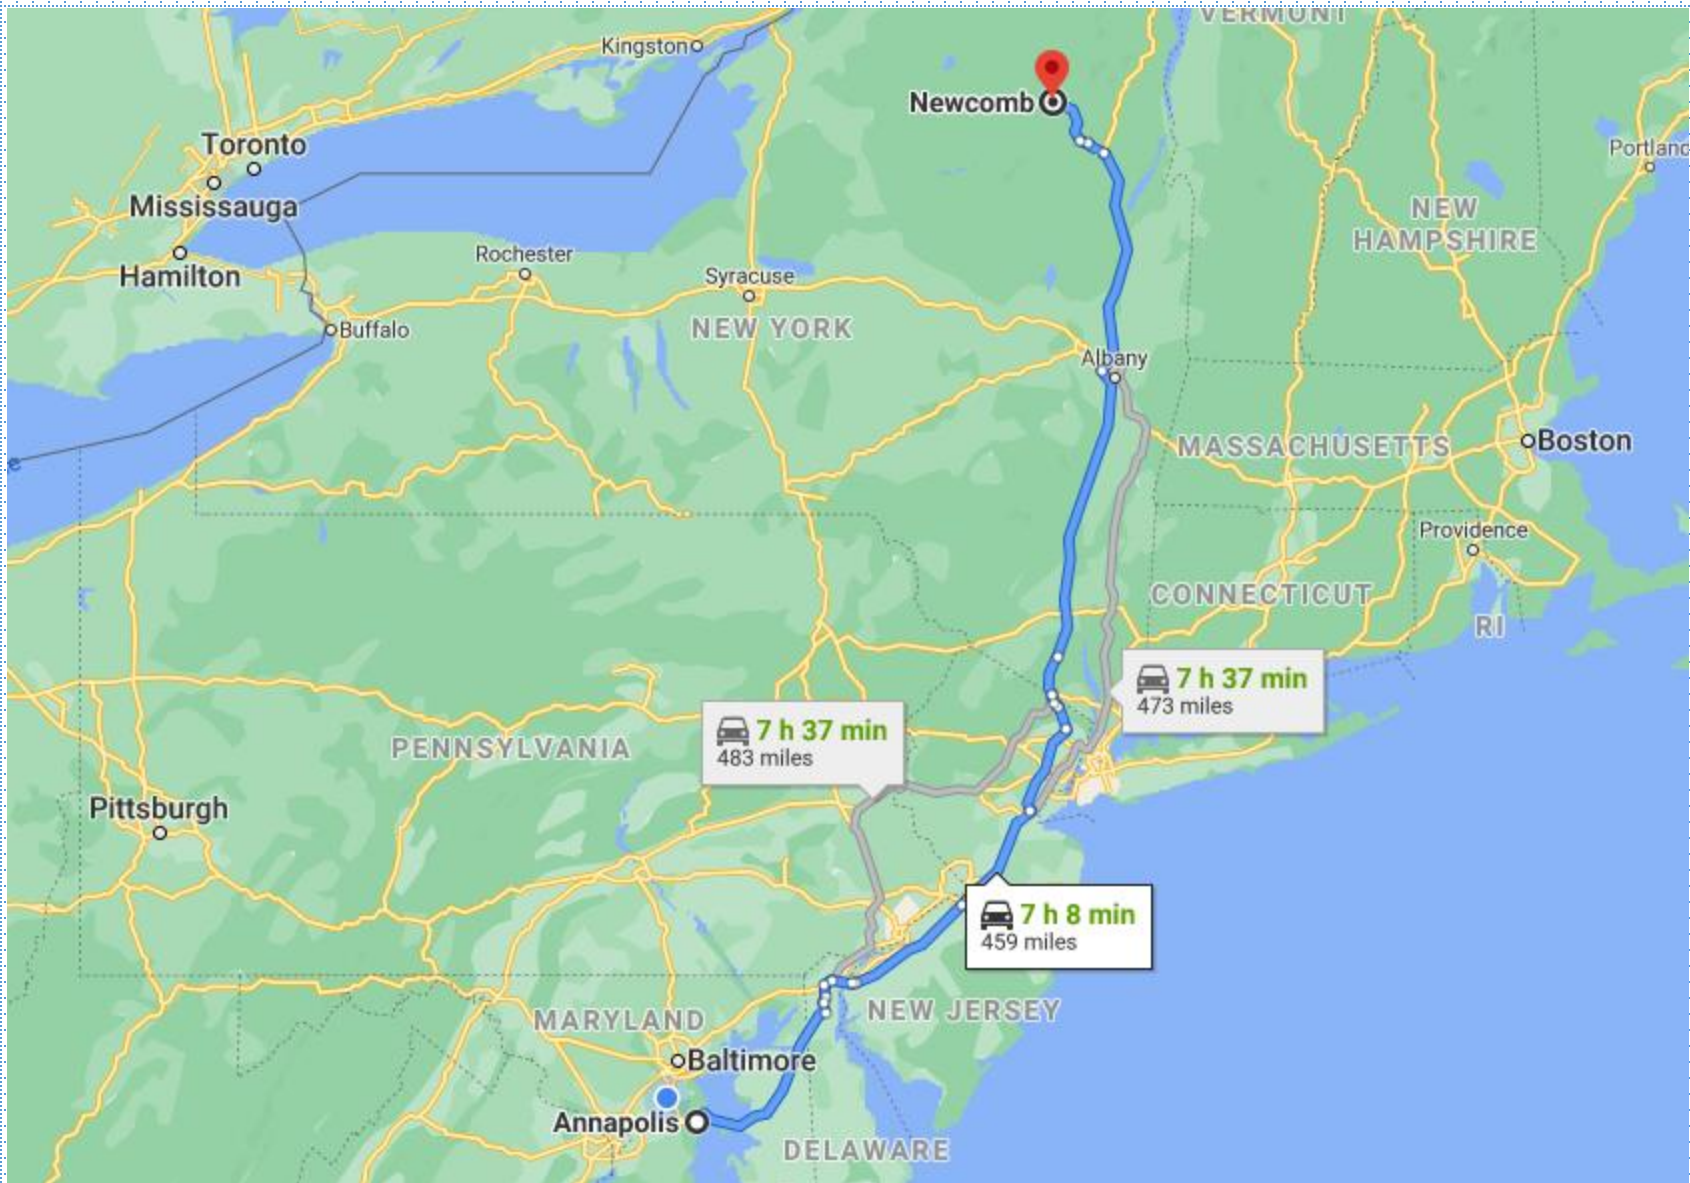 VERMONT
Kingston
Newcomb
Toronto
Portland
Mississauga
NEW
HAMPSHIRE
Rochester
Hamilton
Syracuse
Buffalo
NEW YORK
Albany
MASSACHUSETTS
Boston
e
Providence
CONNECTICUT
RI
7 h 37 min
473 miles
7 h 37 min
483 miles
PENNSYLVANIA
Pittsburgh
7 h 8 min
459 miles
NEW JERSEY
MARYLAND
Baltimore
Annapolis
DELAWARE